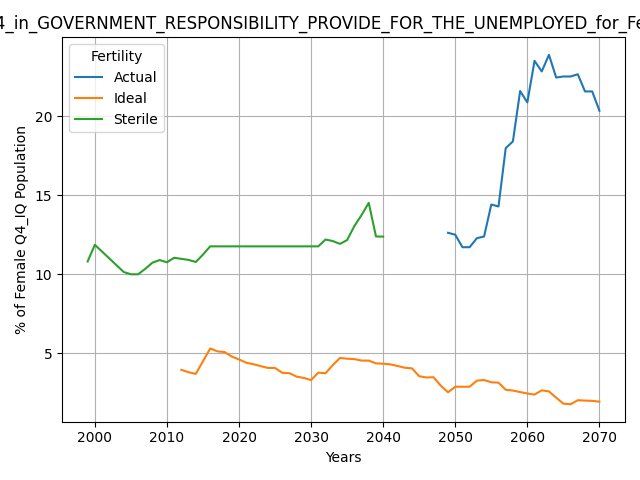 4_in_GOVERNMENT_RESPONSIBILITY_PROVIDE_FOR_THE_UNEMPLOYED_for_Fe
Fertility
Actual
Ideal
Sterile
% of Female Q4_IQ Population
20
15
10
5
2000 2010 2020 2030 2040 2050 2060 2070
Years